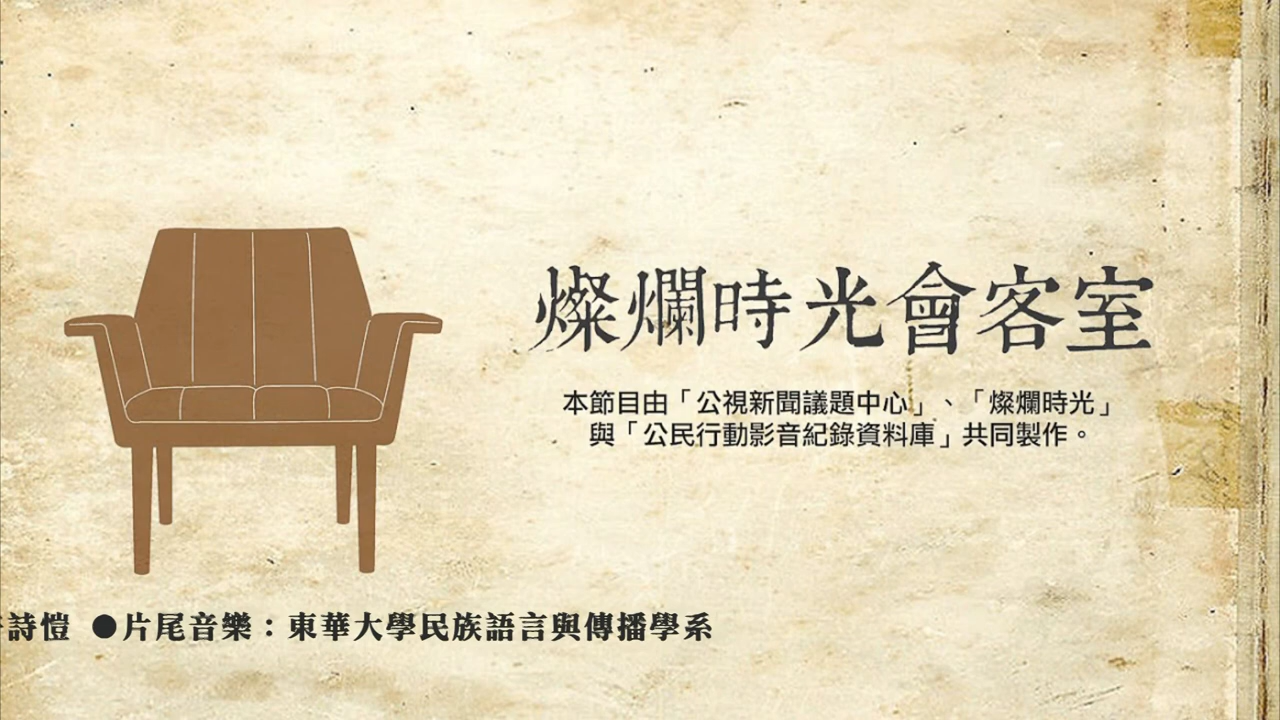 燦爛時光會客室
本節目由「公視新聞議題中心」、「燦爛時光」
與「公民行動影音紀錄資料庫」共同製作。
詩愷 ●片尾音樂：東華大學民族語言與傳播學系